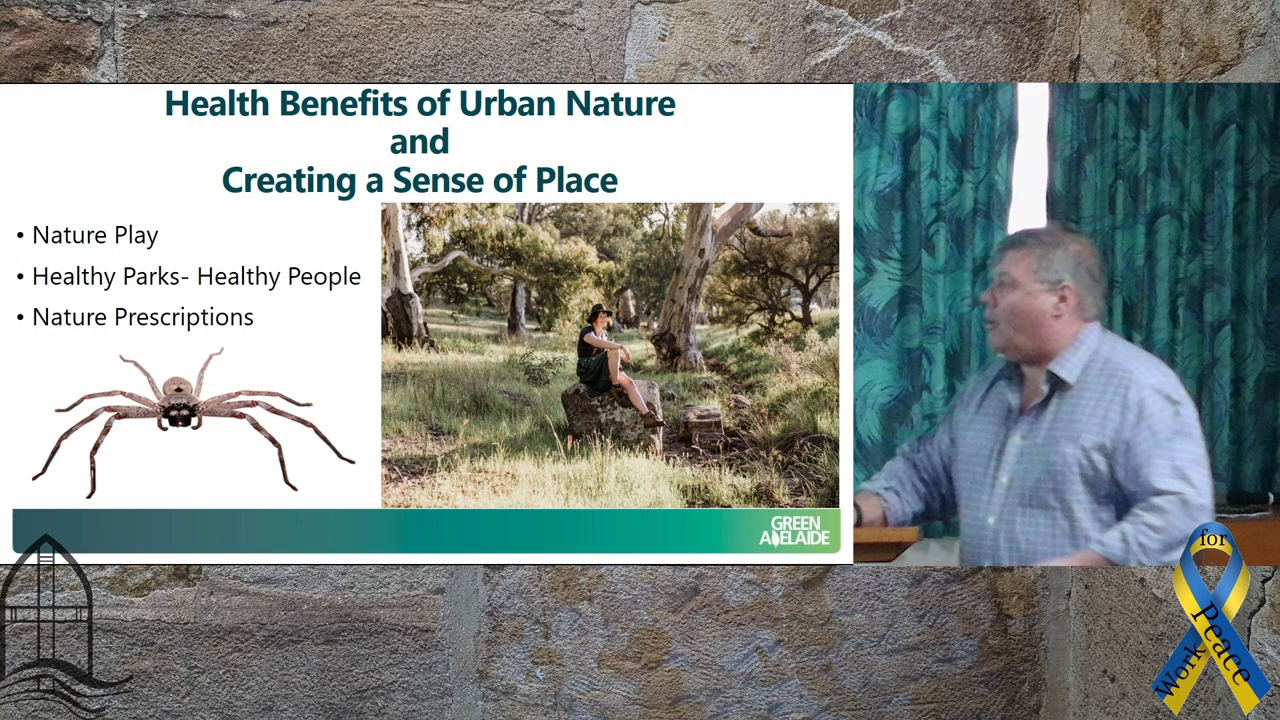 Health Benefits of Urban Nature
and
Creating a Sense of Place
• Nature Play
• Healthy Parks- Healthy People
• Nature Prescriptions
GREEN
ADELAIDE
for
Work
Peace